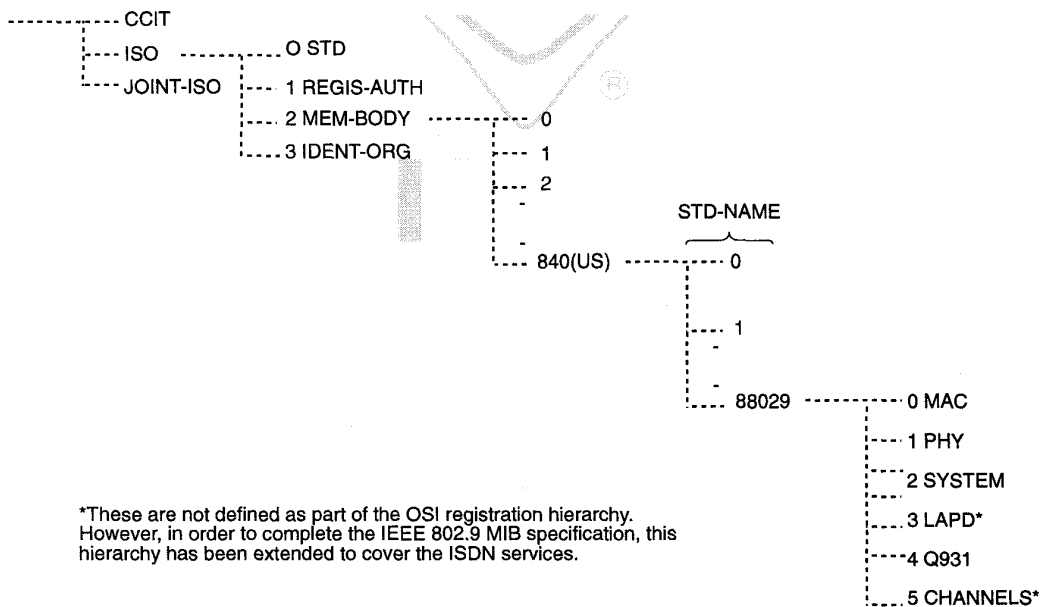 CCIT
ISO
O STD
JOINT-ISO
1 REGIS-AUTH
2 MEM-BODY
0
3 IDENT-ORG
1
2
STD-NAME
840(US)
0
1
88029
0 MAC
1 PHY
2 SYSTEM
3 LAPD*
4 Q931
5 CHANNELS*
*These are not defined as part of the OSI registration hierarchy.
However, in order to complete the IEEE 802.9 MIB specification, this
hierarchy has been extended to cover the ISDN services.
®